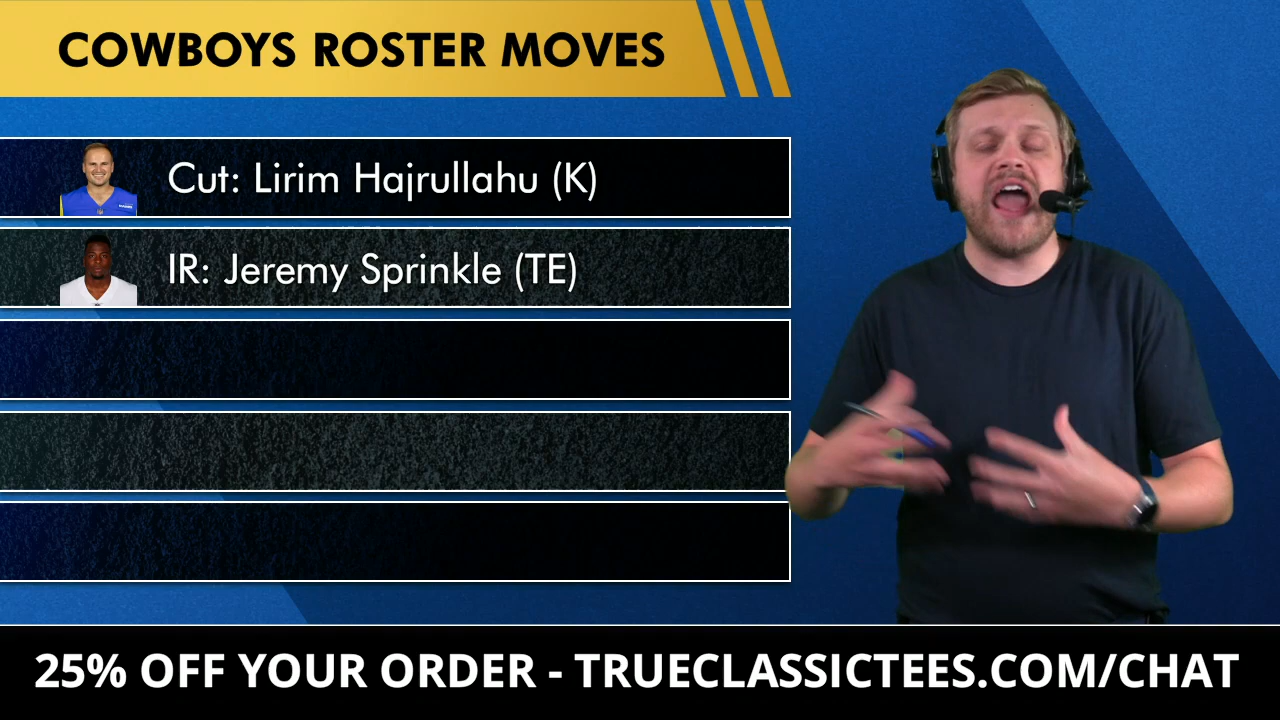 COWBOYS ROSTER MOVES
Cut: Lirim Hajrullahu (K)
IR: Jeremy Sprinkle (TE)
25% OFF YOUR ORDER - TRUECLASSICTEES.COM/CHAT